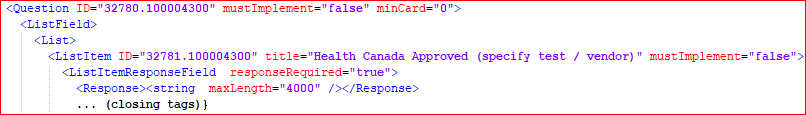 <Question ID="32780.100004300" mustImplement="false" minCard="0">
<ListField>
<List>
<ListItem ID="32781.100004300" title="Health Canada Approved (specify test / vendor)" mustImplement="false">
<ListItemResponseField  responseRequired="true">
<Response><string  maxLength="4000" /></Response>
... (closing tags)}